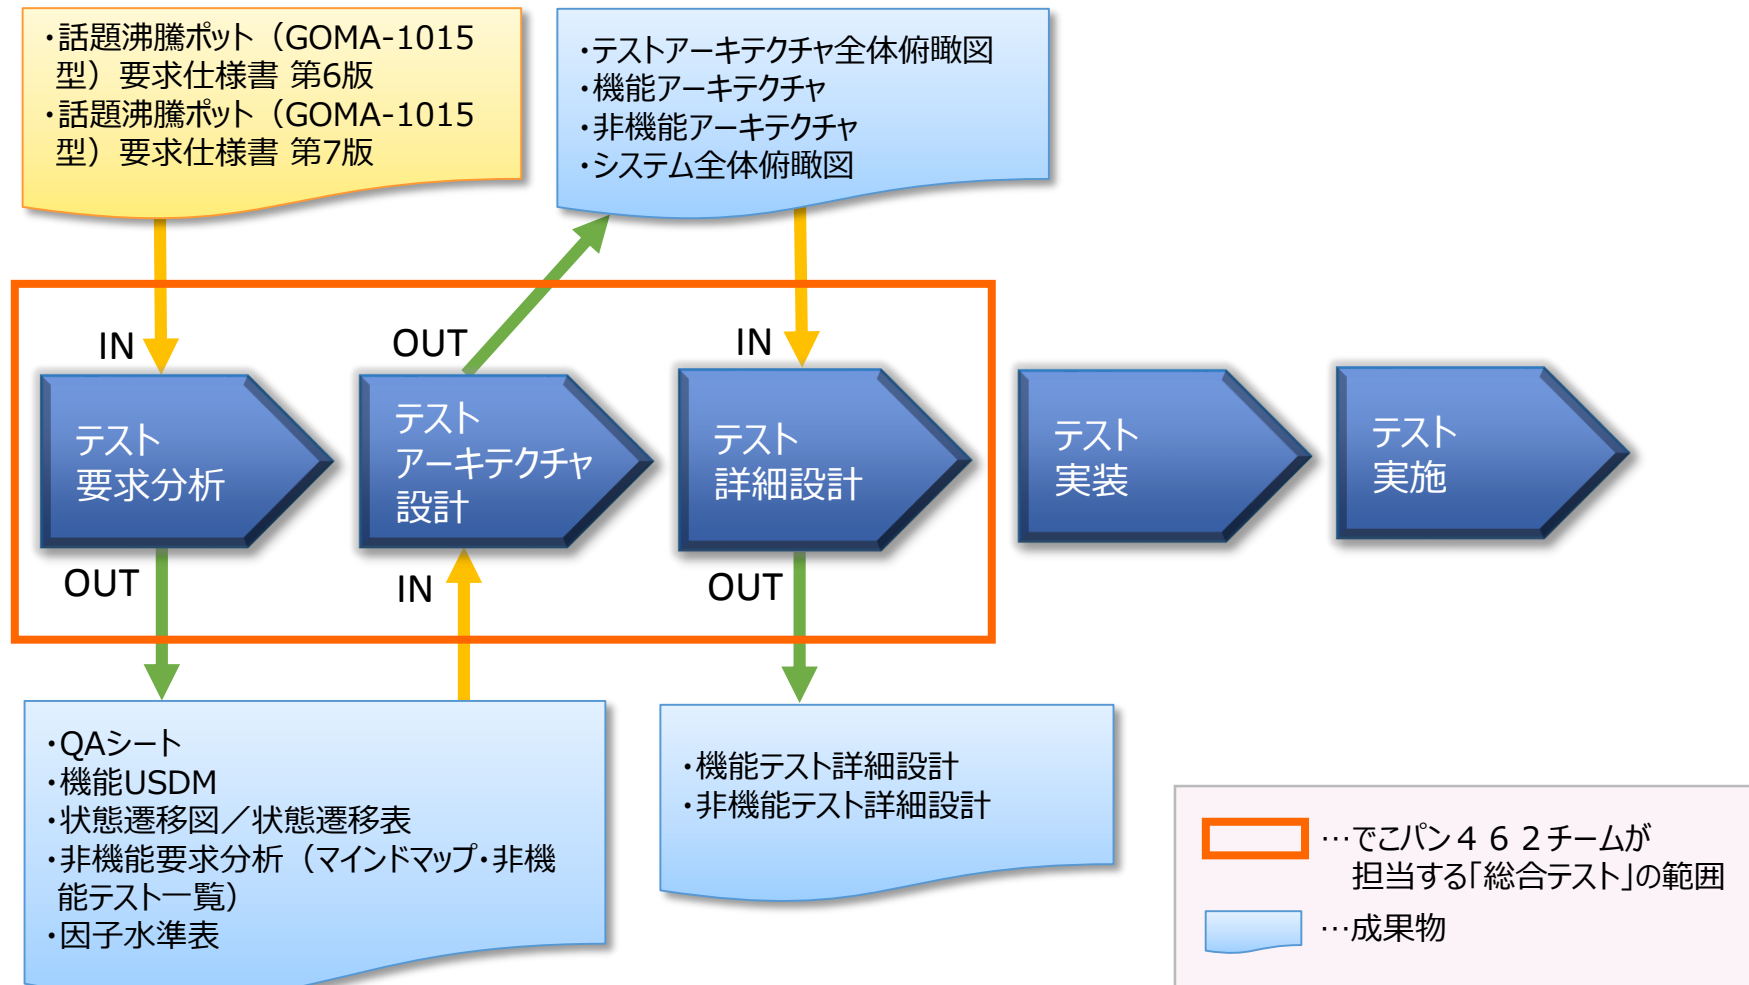 ・話題沸騰ポット（GOMA-1015
型）要求仕様書 第6版
・話題沸騰ポット（GOMA-1015
型）要求仕様書 第7版
・テストアーキテクチャ全体俯瞰図
・機能アーキテクチャ
・非機能アーキテクチャ
・システム全体俯瞰図
IN
OUT
IN
テスト
要求分析
テスト
アーキテクチャ
設計
テスト
詳細設計
テスト
実装
テスト
実施
OUT
IN
OUT
・QAシート
・機能USDM
・状態遷移図／状態遷移表
・非機能要求分析（マインドマップ・非機
能テスト一覧）
・因子水準表
・機能テスト詳細設計
・非機能テスト詳細設計
…でこパン４６２チームが
担当する「総合テスト」の範囲
…成果物